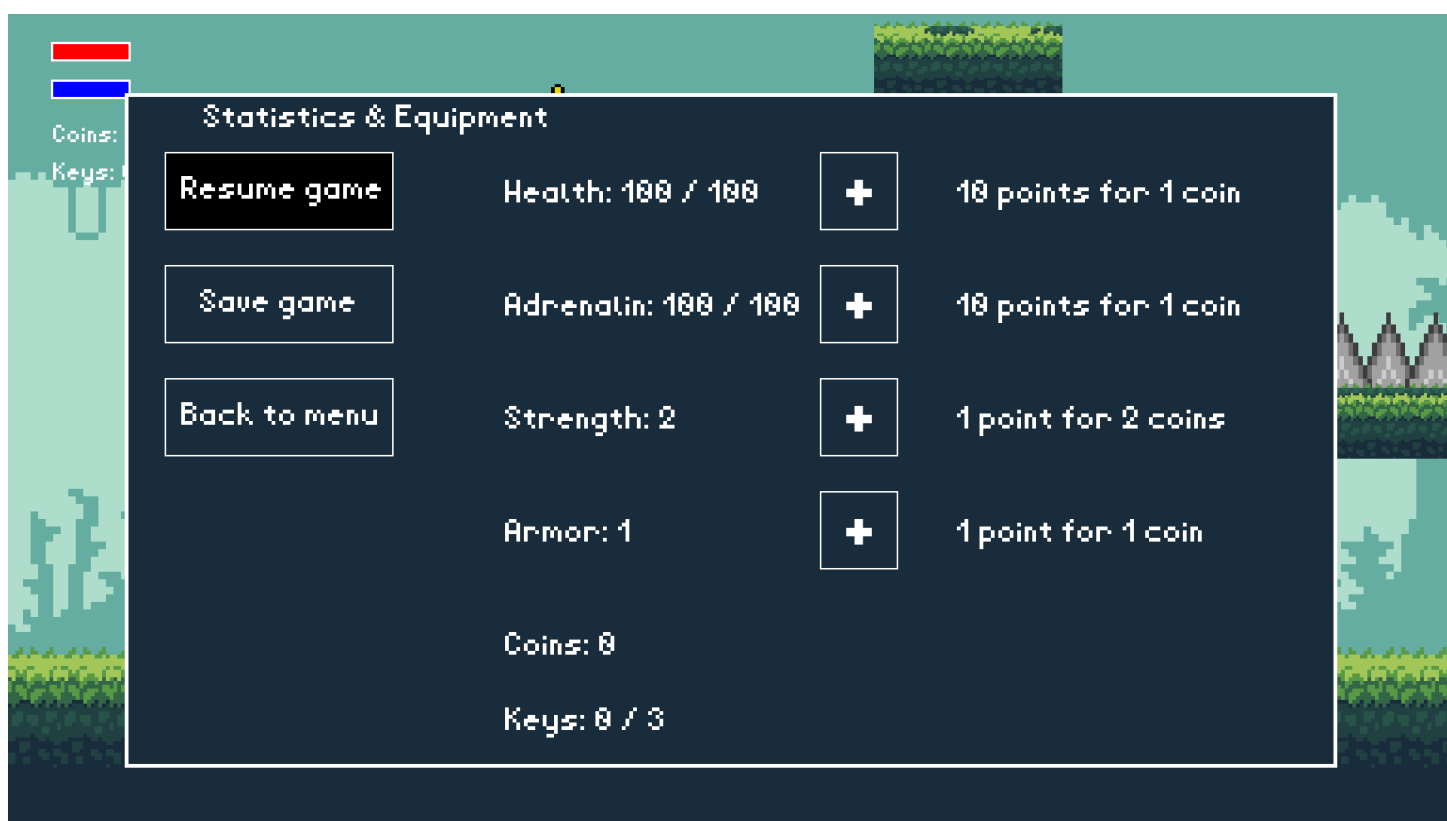 Coins:
Keys:
Statistics & Equipment
Resume game
Health: 100 / 100
+
10 points for 1 coin
Save game
Adrenalin: 100 / 100
+
10 points for 1 coin
Back to menu
Strength: 2
+
1 point for 2 coins
Armor: 1
+
1 point for 1 coin
Coins: 0
Keys: 0 / 3